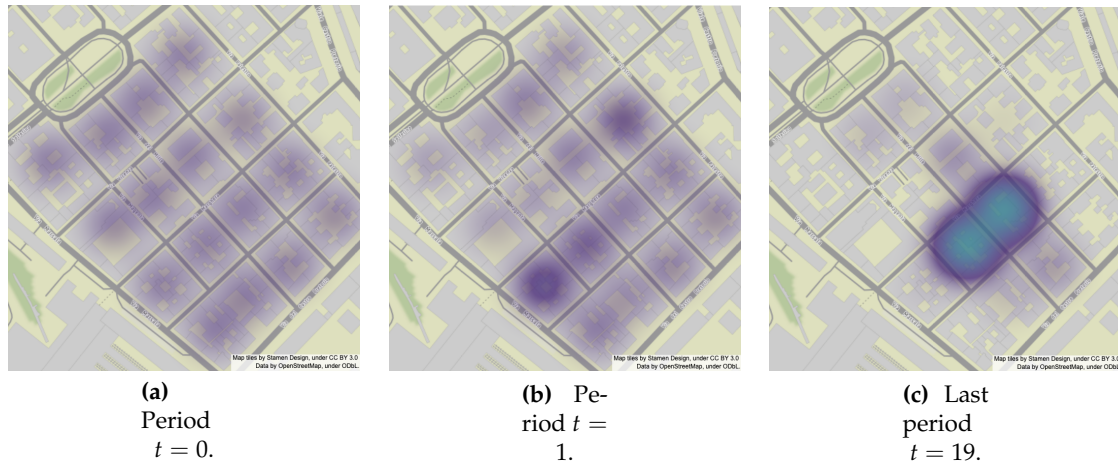 Map tiles by Stamen Design, under CC BY 3.0
Data by OpenStreetMap, under ODbL.
Map tiles by Stamen Design, under CC BY 3.0
Data by OpenStreetMap, under ODbL.
Map tiles by Stamen Design, under CC BY 3.0
Data by OpenStreetMap, under ODbL.
(a)
Period
t = 0.
(b) Pe-
riod t =
1.
(c) Last
period
t = 19.